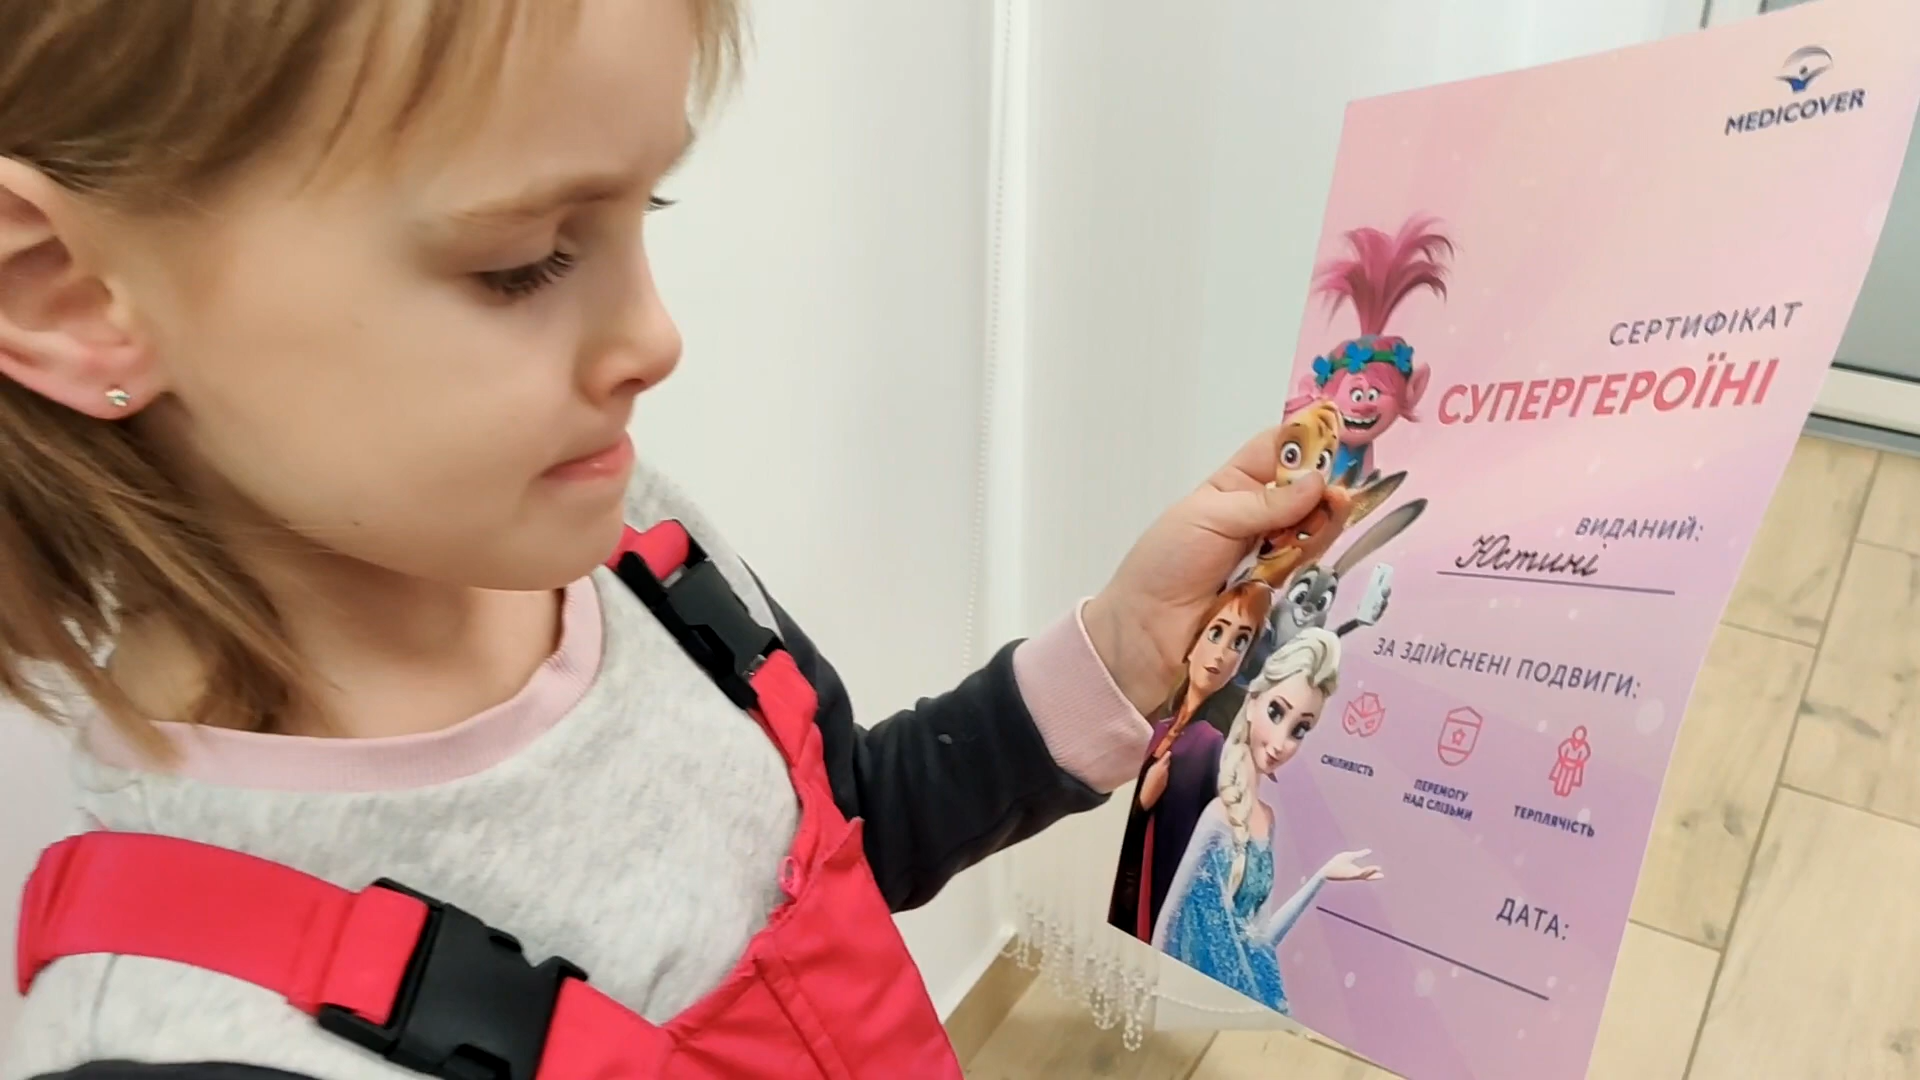 MEDICOVER
СЕРТИФІКАТ
СУПЕРГЕРОЇНІ
ВИДАНИЙ:
Юстині
ЗА ЗДІЙСНЕНІ ПОДВИГИ:
СМІЛИВІСТЬ
ПЕРЕМОГУ
НАД СЛІЗЬМИ
ТЕРПЛЯЧІСТЬ
ДАТА: